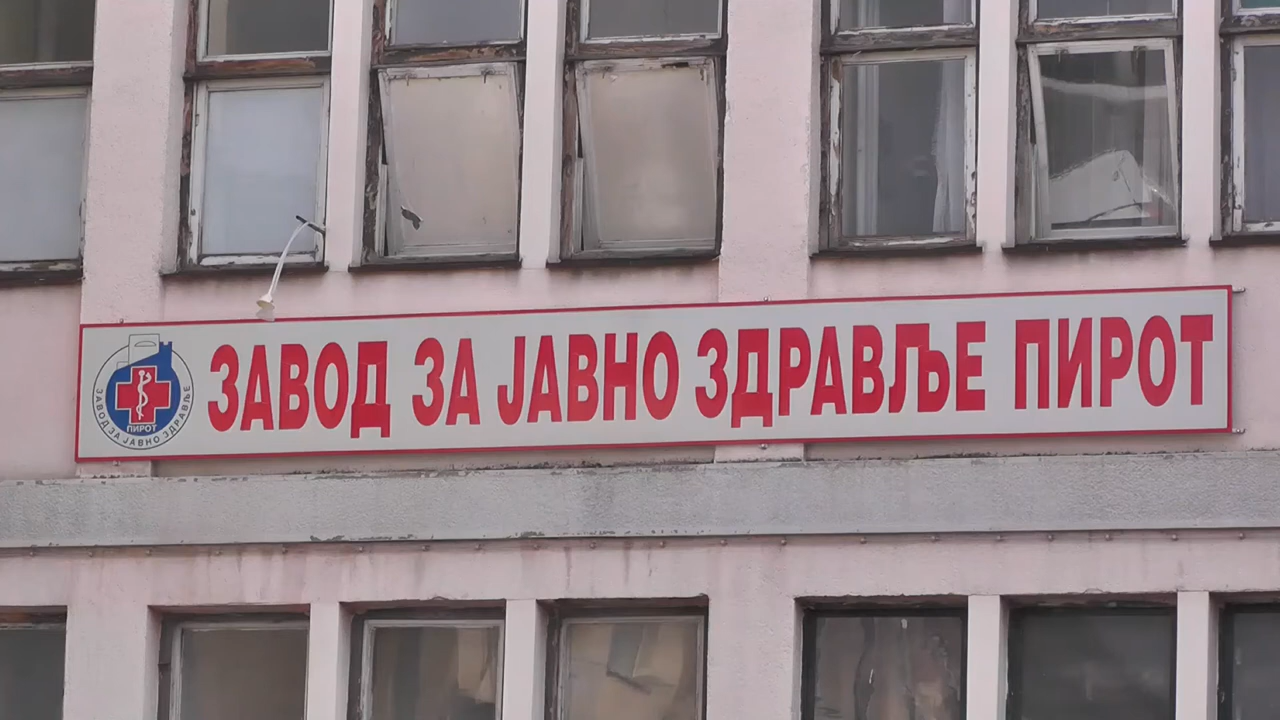 ЗАВОД ЗА ЈАВНО ЗДРАВЉЕ ПИРОТ
ПИРОТ
ЗАВОД ЗА ЈАВНО ЗДРАВЉЕ